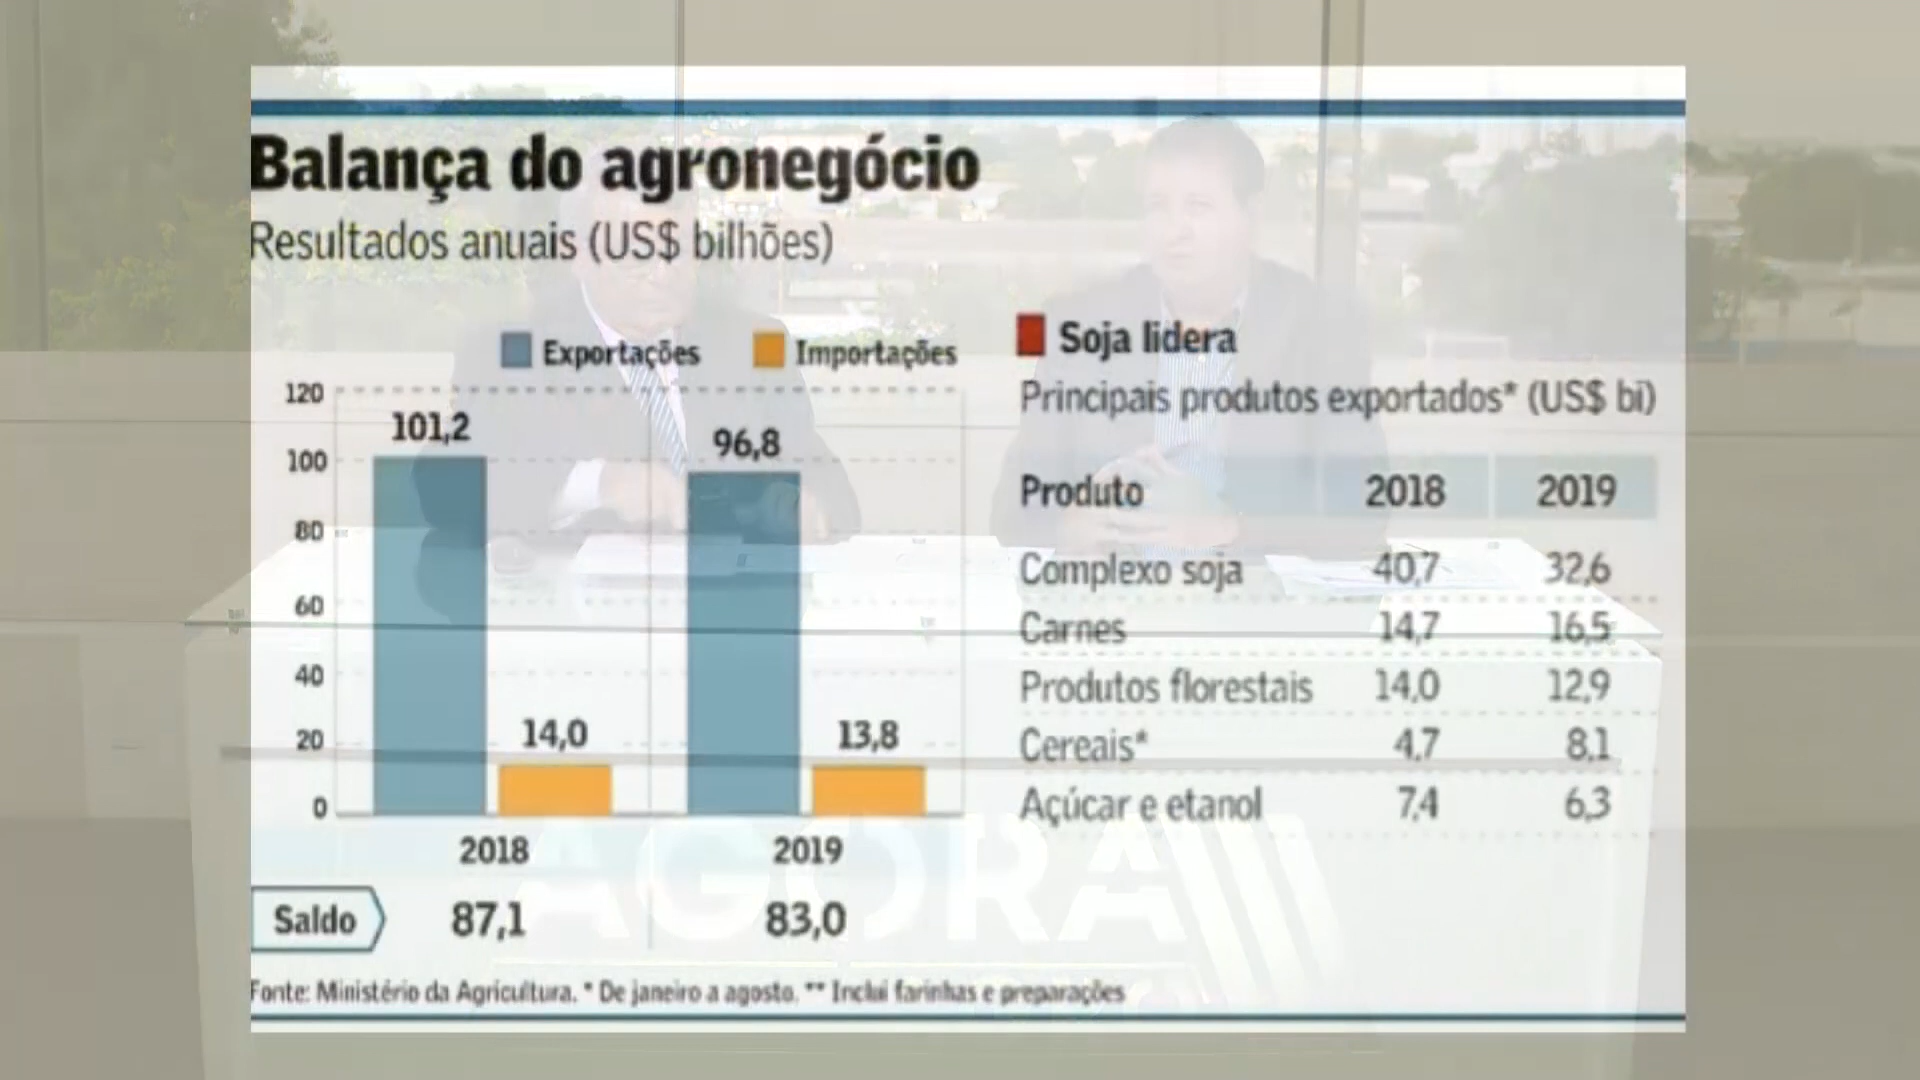 Balança do agronegócio
Resultados anuais (US$ bilhões)
Exportações Importações
120
100
80
60
40
20
0
101,2
14,0
96,8
13,8
2018 2019
Saldo 87,1 83,0
Soja lidera
Principais produtos exportados* (US$ bi)
Produto 2018 2019
Complexo soja 40,7 32,6
Carnes 14,7 16,5
Produtos florestais 14,0 12,9
Cereais* 4,7 8,1
Açúcar e etanol 7,4 6,3
Fonte: Ministério da Agricultura. * De janeiro a agosto. ** Inclui farinhas e preparações
AGORA